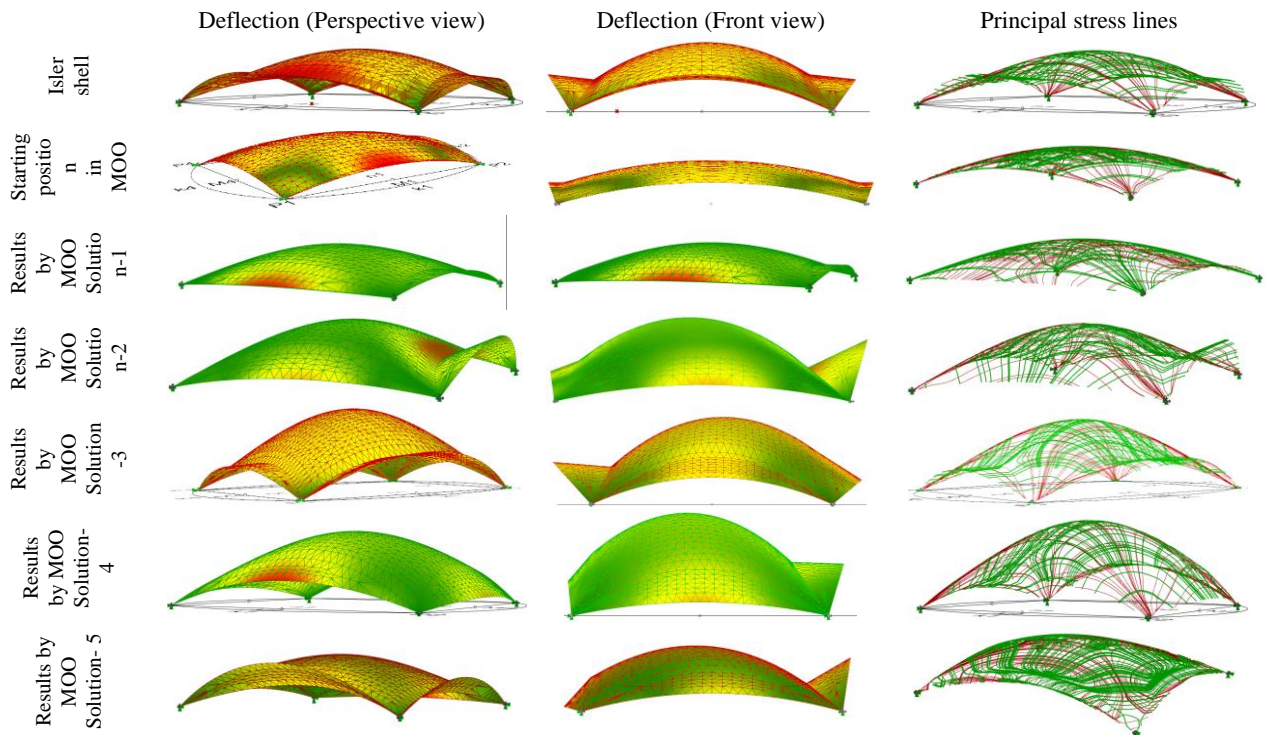 Deflection (Perspective view)
Deflection (Front view)
Principal stress lines
Isler
shell
Starting
positio
n in
MOO
Results
by
MOO
Solutio
n-1
Results
by
MOO
Solutio
n-2
Results
by
MOO
Solution
-3
Results
by MOO
Solution-
4
Results by
MOO
Solution- 5